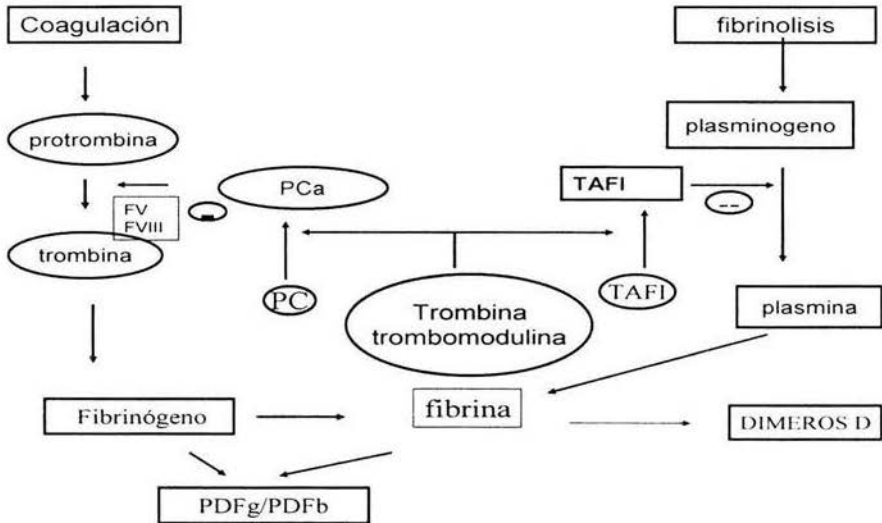 Coagulación
fibrinolisis
protrombina
plasminogeno
PCa
TAFI
--
-
FV
FVIII
trombina
PC
TAFI
Trombina
trombomodulina
plasmina
Fibrinógeno
fibrina
DIMEROS D
PDFg/PDFb